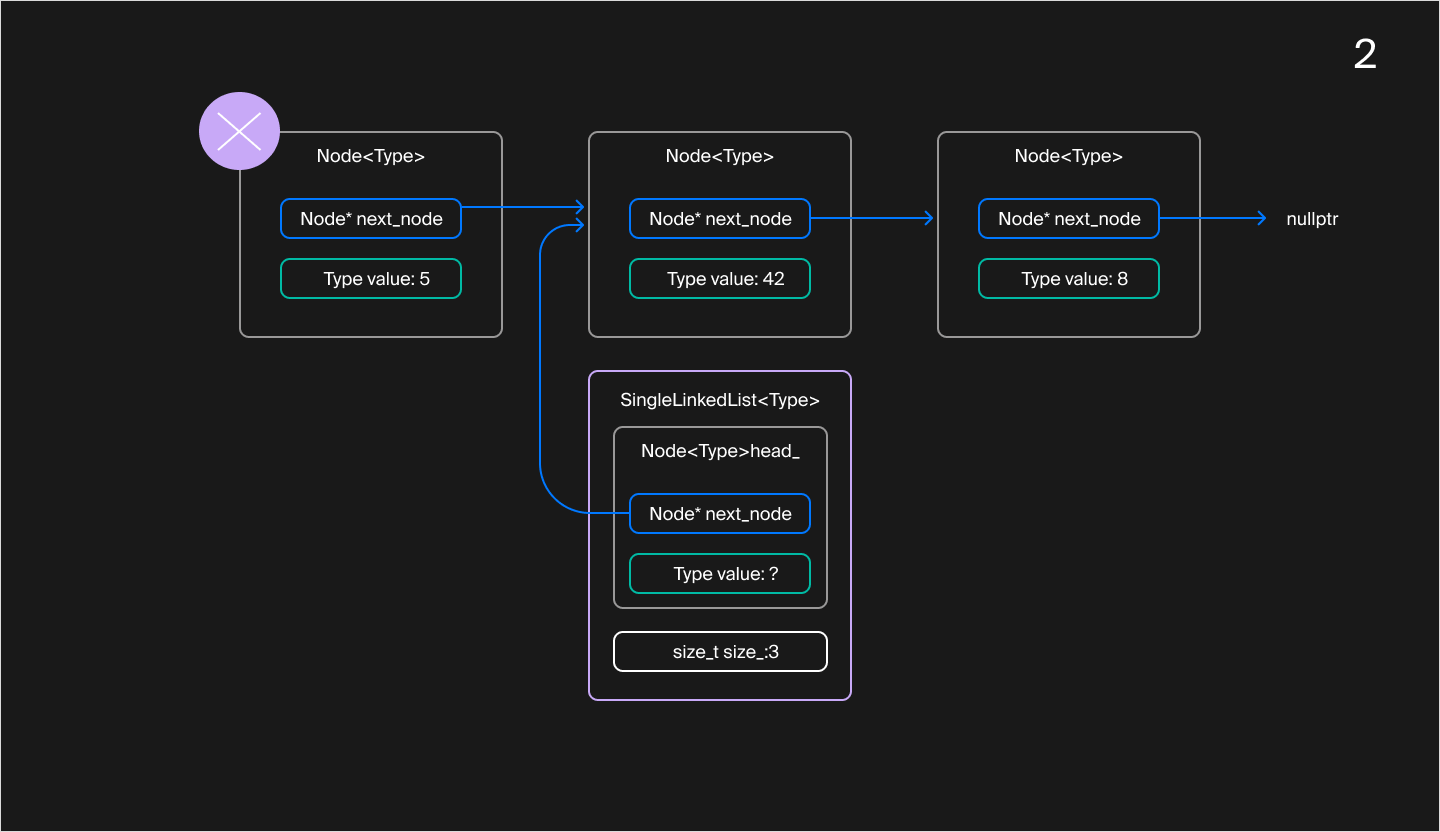 2
Node<Type>
Node* next_node
Type value: 5
Node<Type>
Node* next_node
Type value: 42
Node<Type>
Node* next_node
Type value: 8
nullptr
SingleLinkedList<Type>
Node<Type>head_
Node* next_node
Type value: ?
size_t size_:3